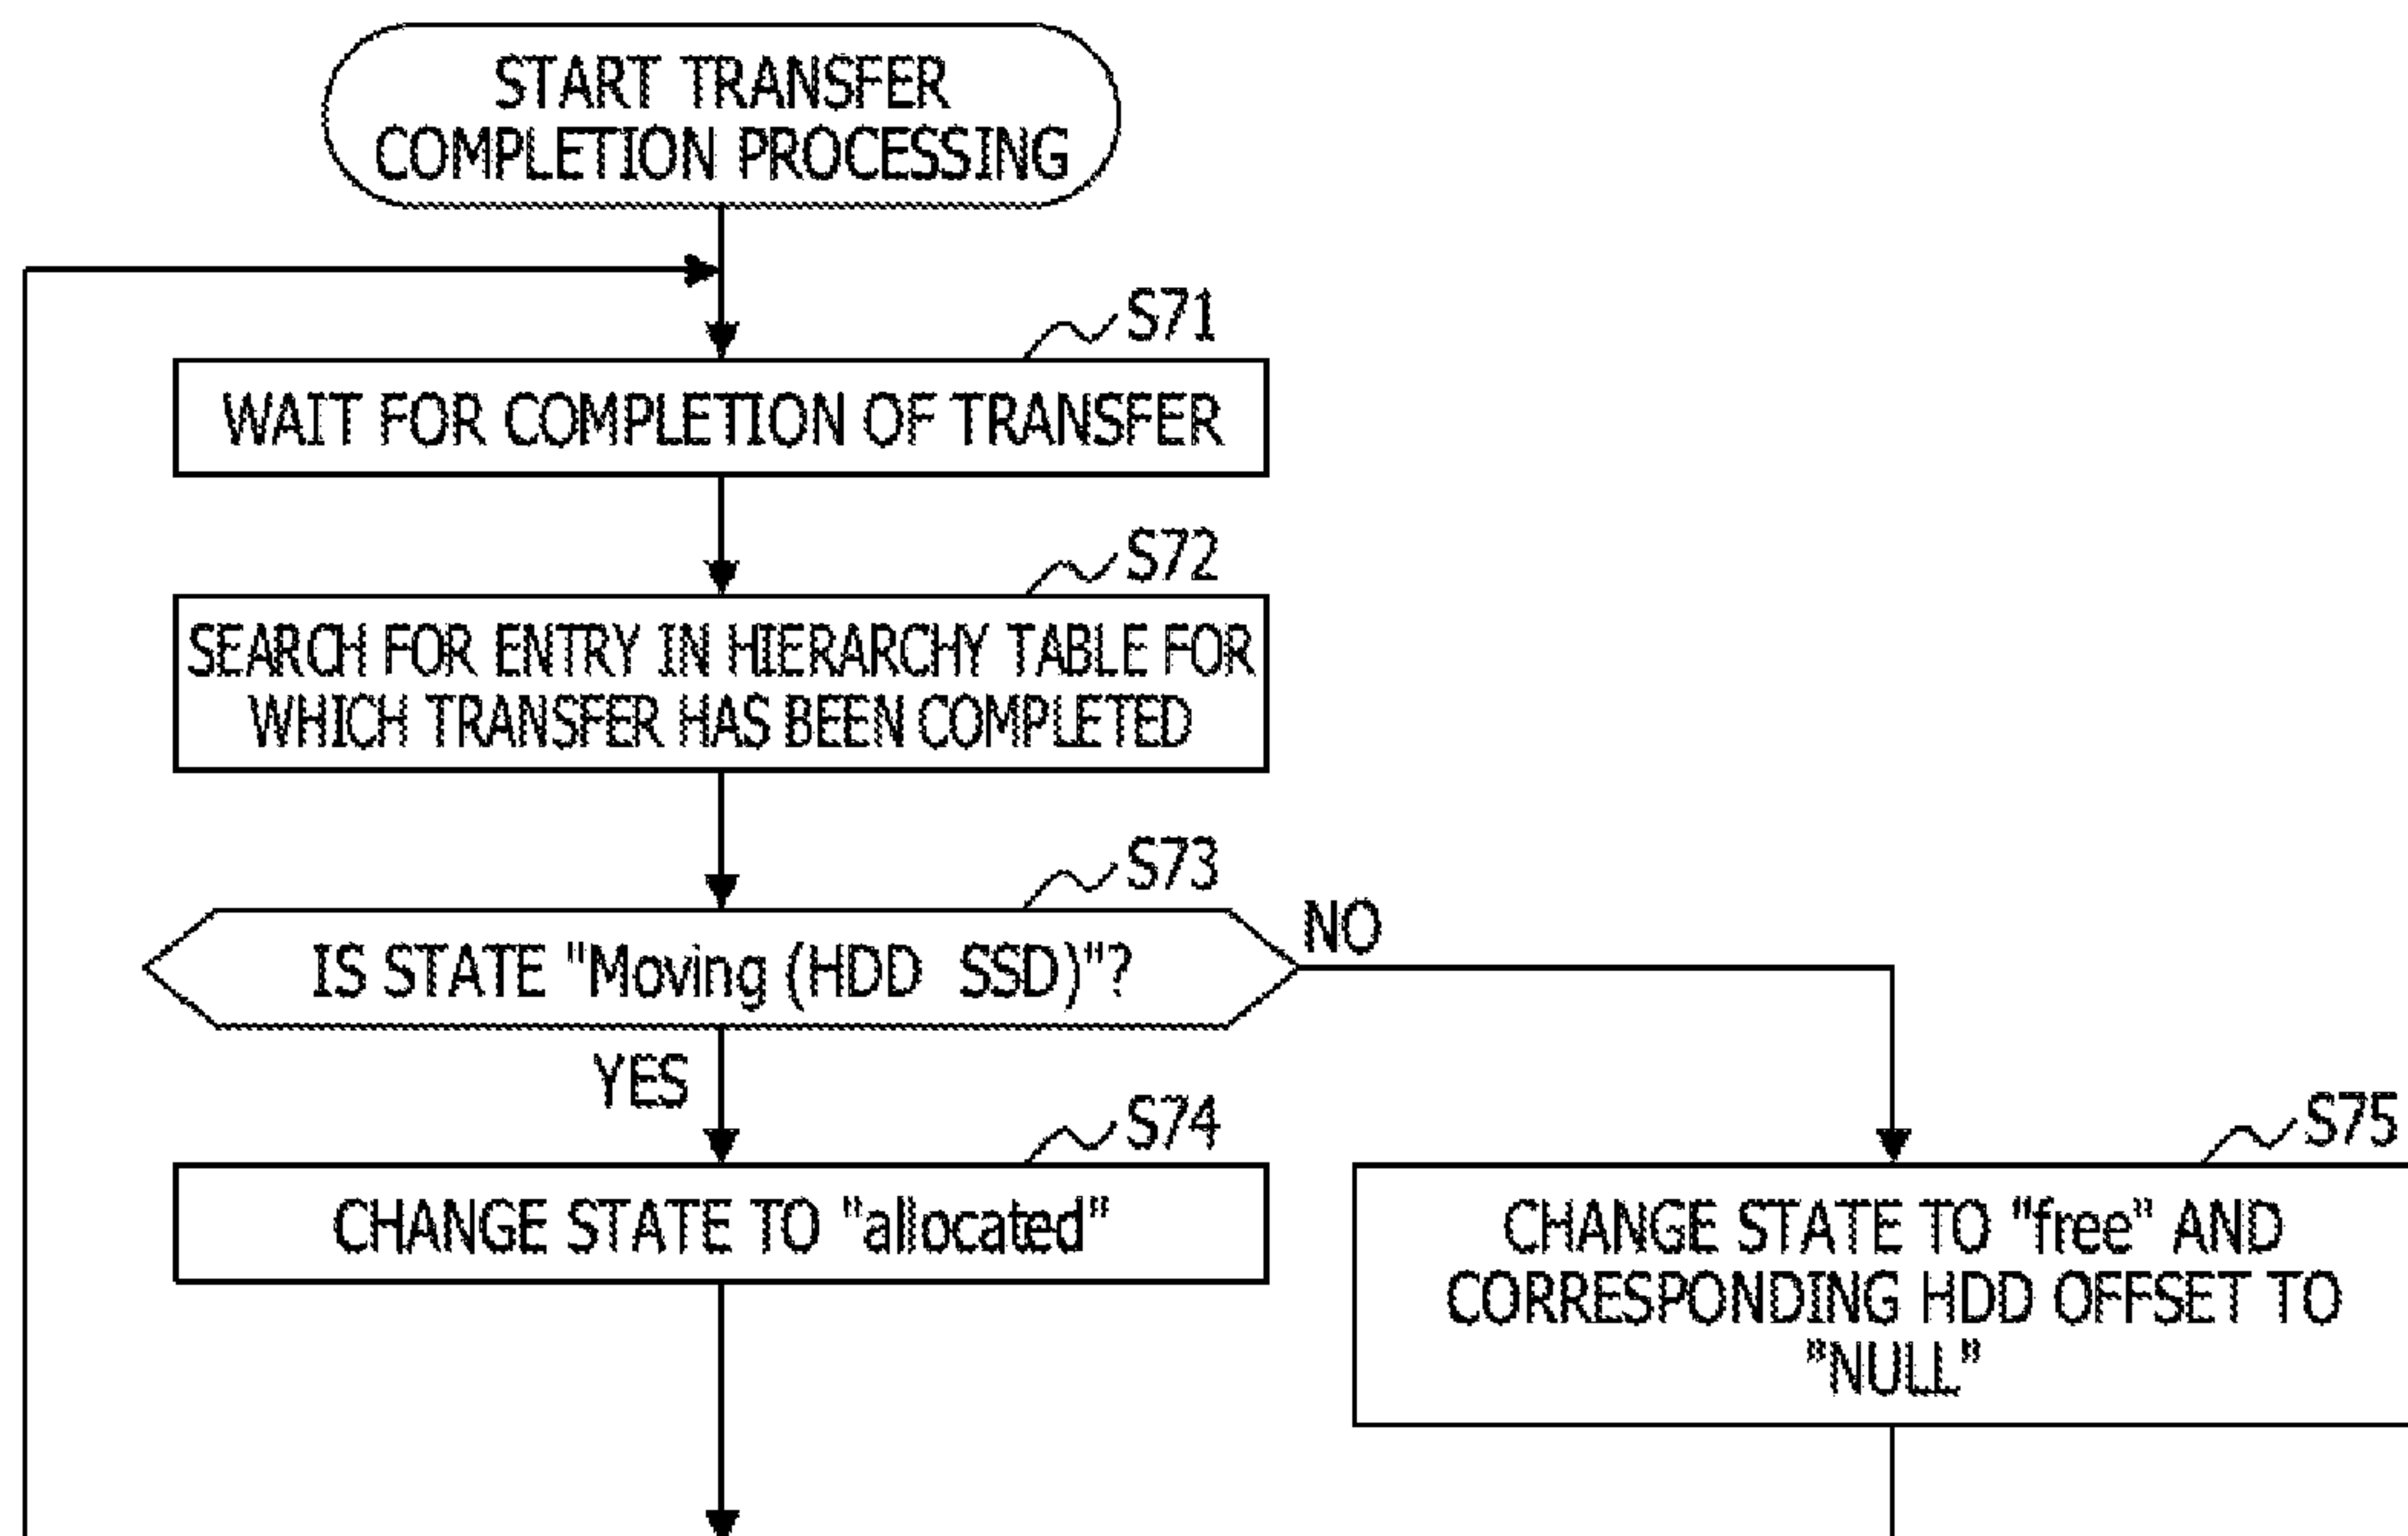 START TRANSFER
COMPLETION PROCESSING
S71
WAIT FOR COMPLETION OF TRANSFER
S72
SEARCH FOR ENTRY IN HIERARCHY TABLE FOR
WHICH TRANSFER HAS BEEN COMPLETED
S73
IS STATE "Moving (HDD  SSD)"?
NO
YES
S74
CHANGE STATE TO "allocated"
S75
CHANGE STATE TO "free" AND
CORRESPONDING HDD OFFSET TO
"NULL"